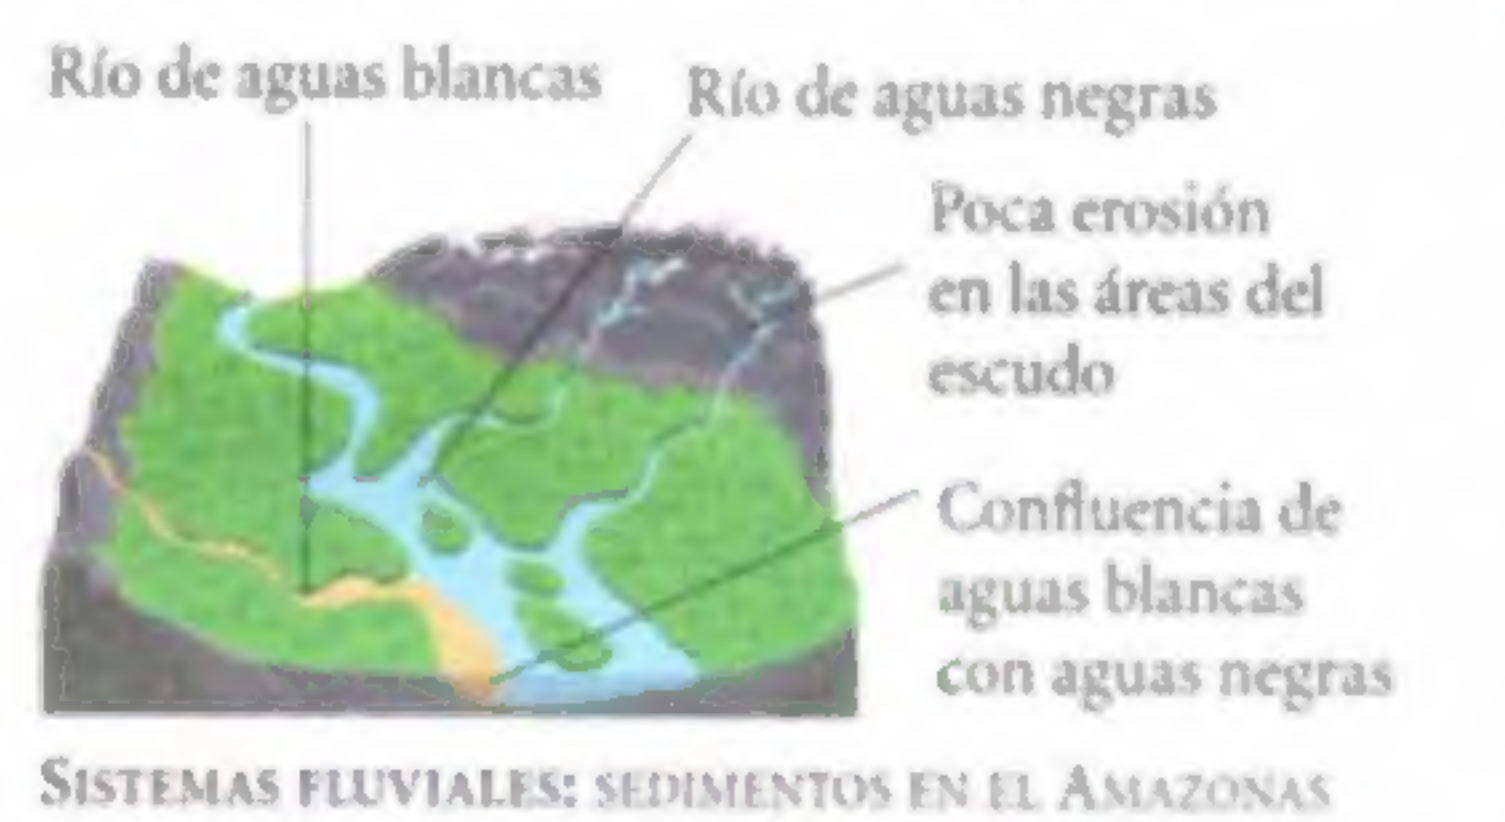 Río de aguas blancas
Río de aguas negras
Poca erosión
en las áreas del
escudo
Confluencia de
aguas blancas
con aguas negras
SISTEMAS FLUVIALES: SEDIMENTOS EN EL AMAZONAS